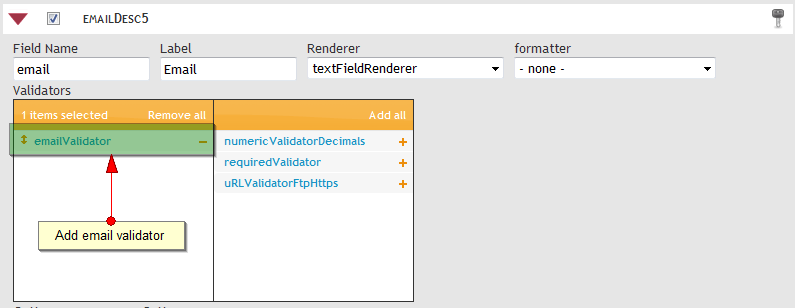 EMAILDESC5
Field Name Label Renderer formatter
email Email textFieldRenderer - none -
Validators
1 items selected Remove all Add all
emailValidator numericValidatorDecimals
requiredValidator
uRLValidatorFtpHttps
Add email validator